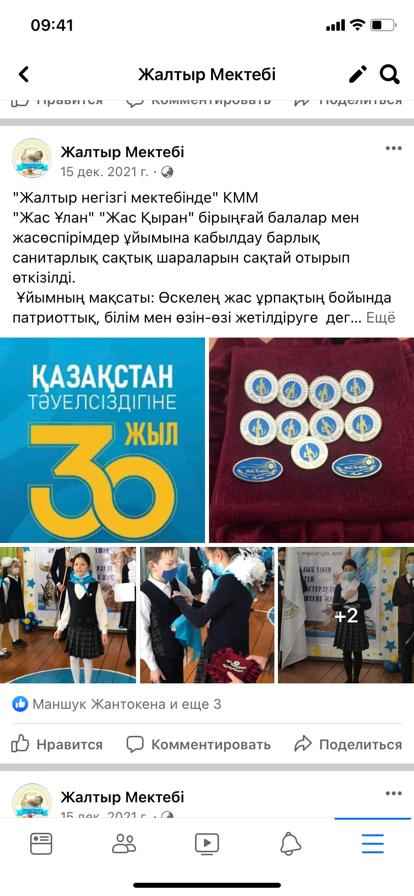 09:41
Жалтыр Мектебі
Нравится Комментировать Поделиться
Жалтыр Мектебі
15 дек. 2021 г. ·
"Жалтыр негізгі мектебінде" КММ
"Жас Ұлан" "Жас Қыран" бірыңғай балалар мен
жасөспірімдер ұйымына кабылдау барлық
санитарлық сақтық шараларын сақтай отырып
өткізілді.
Ұйымның мақсаты: Өскелең жас ұрпақтың бойында
патриоттық, білім мен өзін-өзі жетілдіруге дег... Ещё
ҚАЗАҚСТАН
ТӘУЕЛСІЗДІГІНЕ
30 ЖЫЛ
+2
Маншук Жантокена и еще 3
Нравится Комментировать Поделиться
Жалтыр Мектебі
15 дек. 2021 г. ·